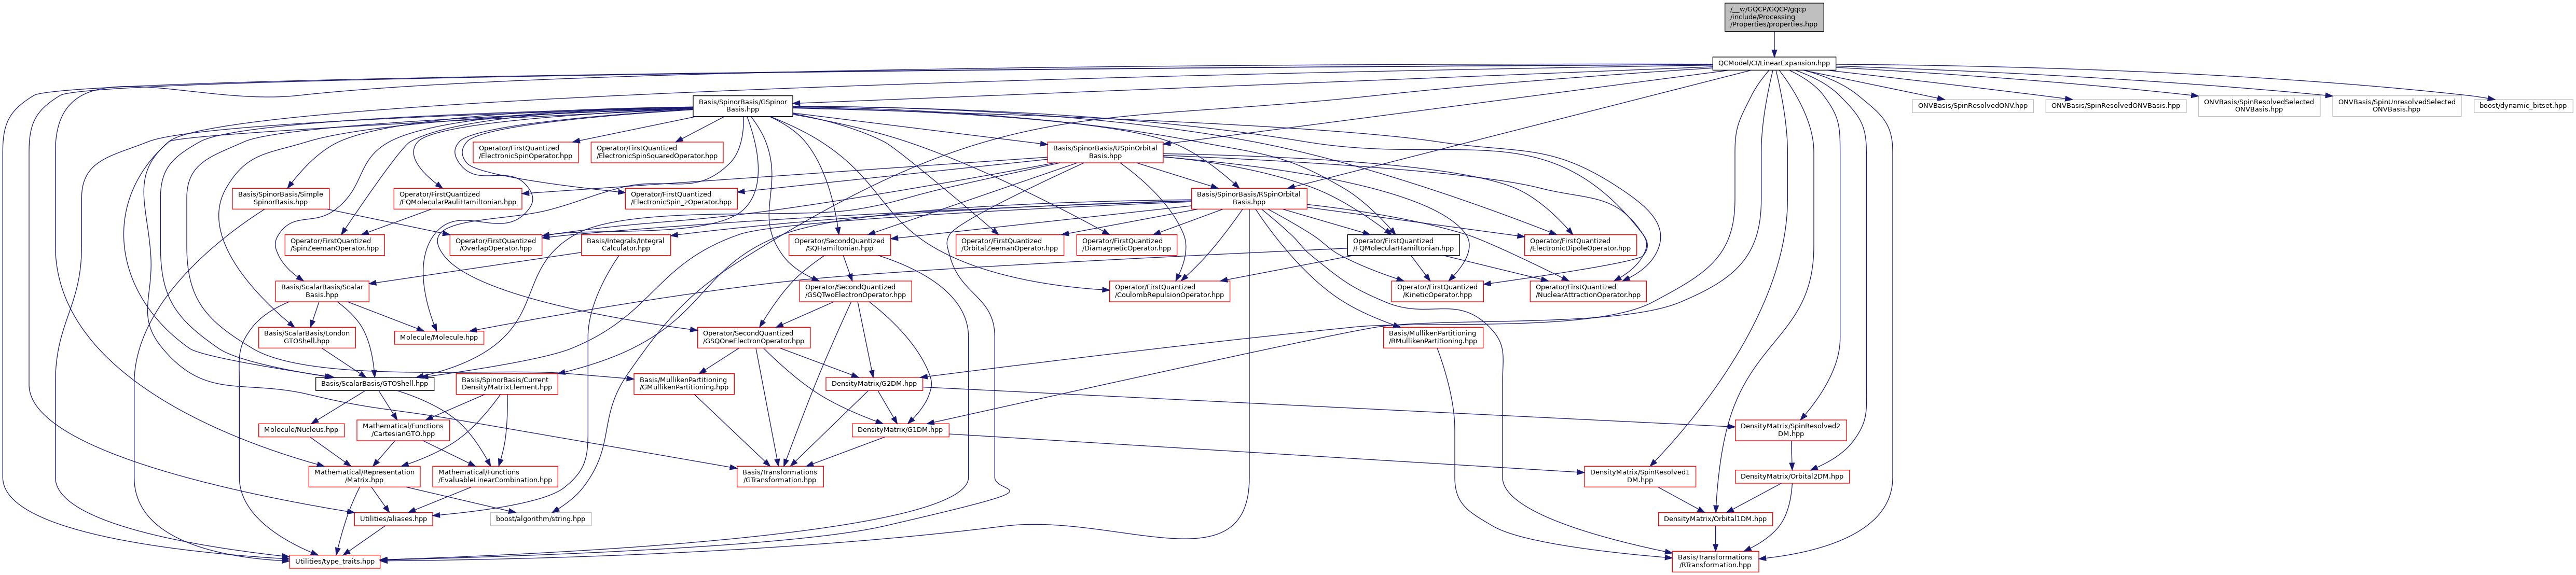 /__w/GQCP/GQCP/gqcp
/include/Processing
/Properties/properties.hpp
QCModel/CI/LinearExpansion.hpp
Basis/SpinorBasis/GSpinor
Basis.hpp
ONVBasis/SpinResolvedONV.hpp
ONVBasis/SpinResolvedONVBasis.hpp
ONVBasis/SpinResolvedSelected
ONVBasis.hpp
ONVBasis/SpinUnresolvedSelected
ONVBasis.hpp
boost/dynamic_bitset.hpp
Operator/FirstQuantized
/ElectronicSpinOperator.hpp
Operator/FirstQuantized
/ElectronicSpinSquaredOperator.hpp
Basis/SpinorBasis/USpinOrbital
Basis.hpp
Basis/SpinorBasis/Simple
SpinorBasis.hpp
Operator/FirstQuantized
/FQMolecularPauliHamiltonian.hpp
Operator/FirstQuantized
/ElectronicSpin_zOperator.hpp
Basis/SpinorBasis/RSpinOrbital
Basis.hpp
Operator/FirstQuantized
/SpinZeemanOperator.hpp
Operator/FirstQuantized
/OverlapOperator.hpp
Basis/Integrals/Integral
Calculator.hpp
Operator/SecondQuantized
/SQHamiltonian.hpp
Operator/FirstQuantized
/OrbitalZeemanOperator.hpp
Operator/FirstQuantized
/DiamagneticOperator.hpp
Operator/FirstQuantized
/FQMolecularHamiltonian.hpp
Operator/FirstQuantized
/ElectronicDipoleOperator.hpp
Basis/ScalarBasis/Scalar
Basis.hpp
Operator/SecondQuantized
/GSQTwoElectronOperator.hpp
Operator/FirstQuantized
/CoulombRepulsionOperator.hpp
Operator/FirstQuantized
/KineticOperator.hpp
Operator/FirstQuantized
/NuclearAttractionOperator.hpp
Basis/ScalarBasis/London
GTOShell.hpp
Molecule/Molecule.hpp
Operator/SecondQuantized
/GSQOneElectronOperator.hpp
Basis/MullikenPartitioning
/RMullikenPartitioning.hpp
Basis/ScalarBasis/GTOShell.hpp
Basis/SpinorBasis/Current
DensityMatrixElement.hpp
Basis/MullikenPartitioning
/GMullikenPartitioning.hpp
DensityMatrix/G2DM.hpp
Molecule/Nucleus.hpp
Mathematical/Functions
/CartesianGTO.hpp
DensityMatrix/G1DM.hpp
DensityMatrix/SpinResolved2
DM.hpp
Mathematical/Representation
/Matrix.hpp
Mathematical/Functions
/EvaluableLinearCombination.hpp
Basis/Transformations
/GTransformation.hpp
DensityMatrix/SpinResolved1
DM.hpp
DensityMatrix/Orbital2DM.hpp
Utilities/aliases.hpp
boost/algorithm/string.hpp
DensityMatrix/Orbital1DM.hpp
Utilities/type_traits.hpp
Basis/Transformations
/RTransformation.hpp